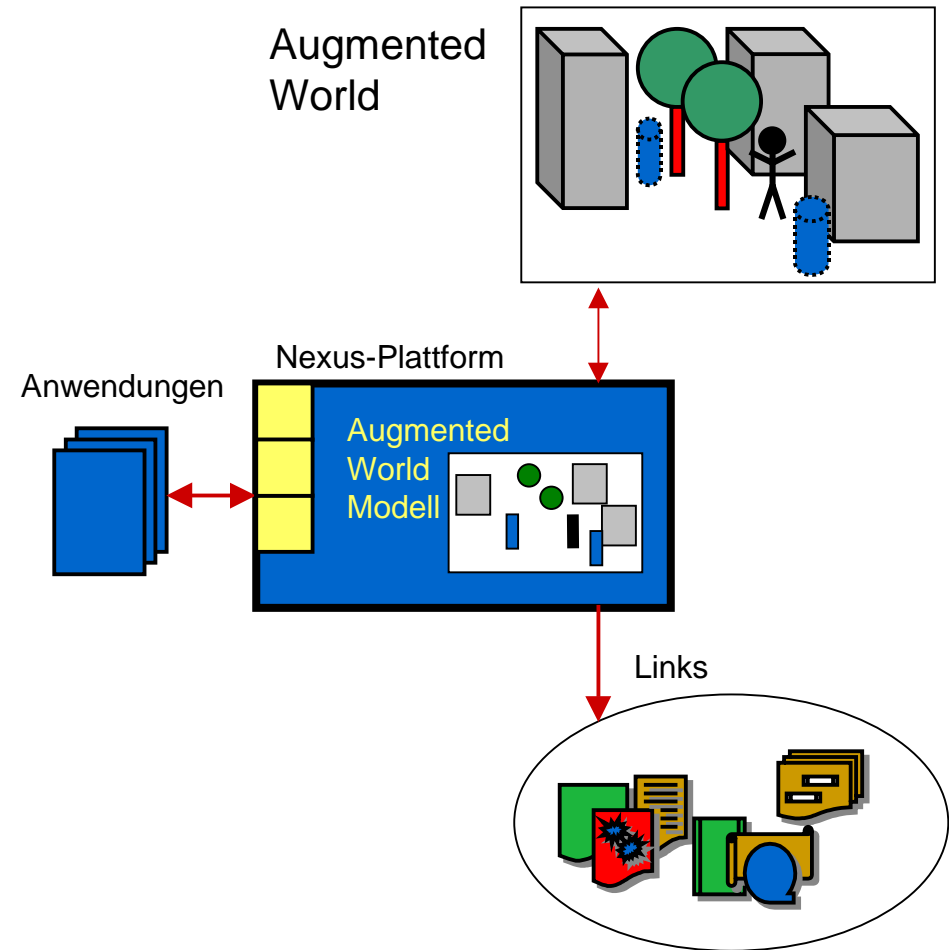 Augmented
World
Nexus-Plattform
Anwendungen
Augmented
World
Modell
Links